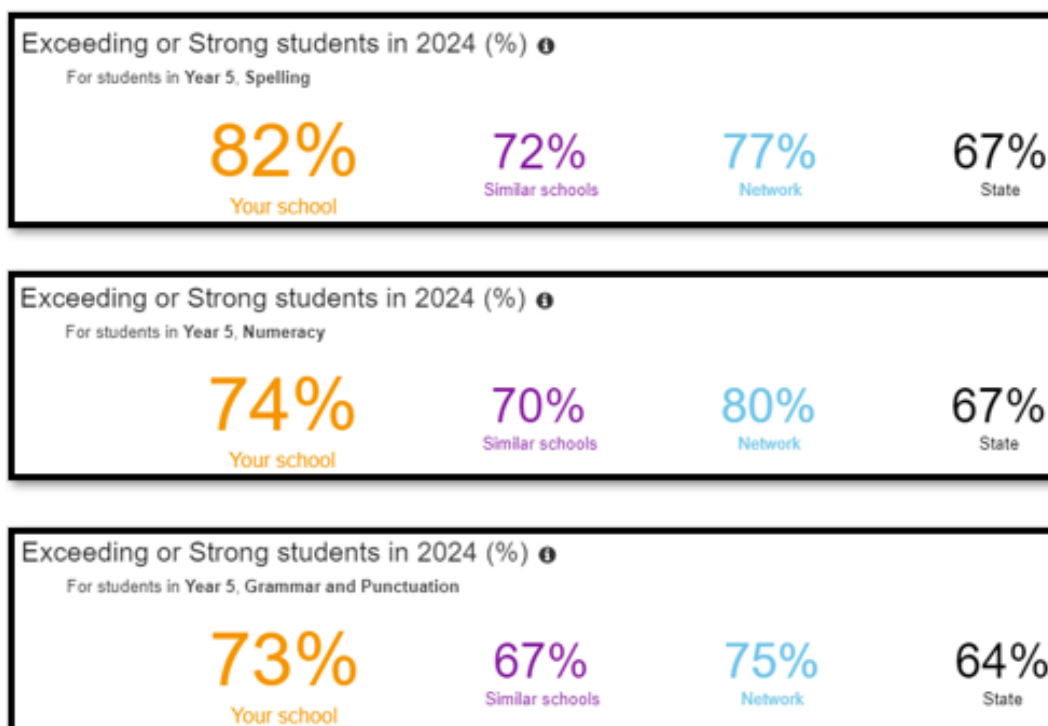 Exceeding or Strong students in 2024 (%)
For students in Year 5, Spelling
82% 72% 77% 67%
Your school Similar schools Network State
Exceeding or Strong students in 2024 (%)
For students in Year 5, Numeracy
74% 70% 80% 67%
Your school Similar schools Network State
Exceeding or Strong students in 2024 (%)
For students in Year 5, Grammar and Punctuation
73% 67% 75% 64%
Your school Similar schools Network State